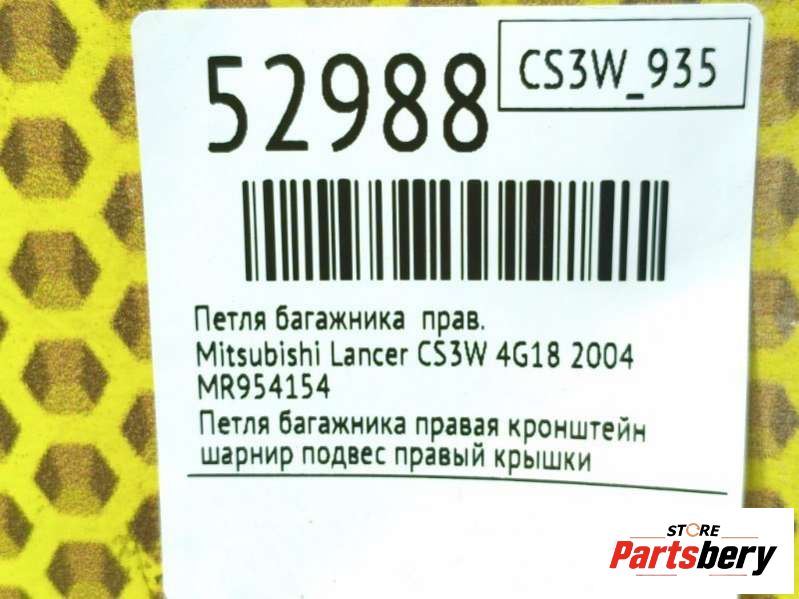 52988
CS3W_935
Петля багажника прав.
Mitsubishi Lancer CS3W 4G18 2004
MR954154
Петля багажника правая кронштейн
шарнир подвес правый крышки
STORE
Partsbery